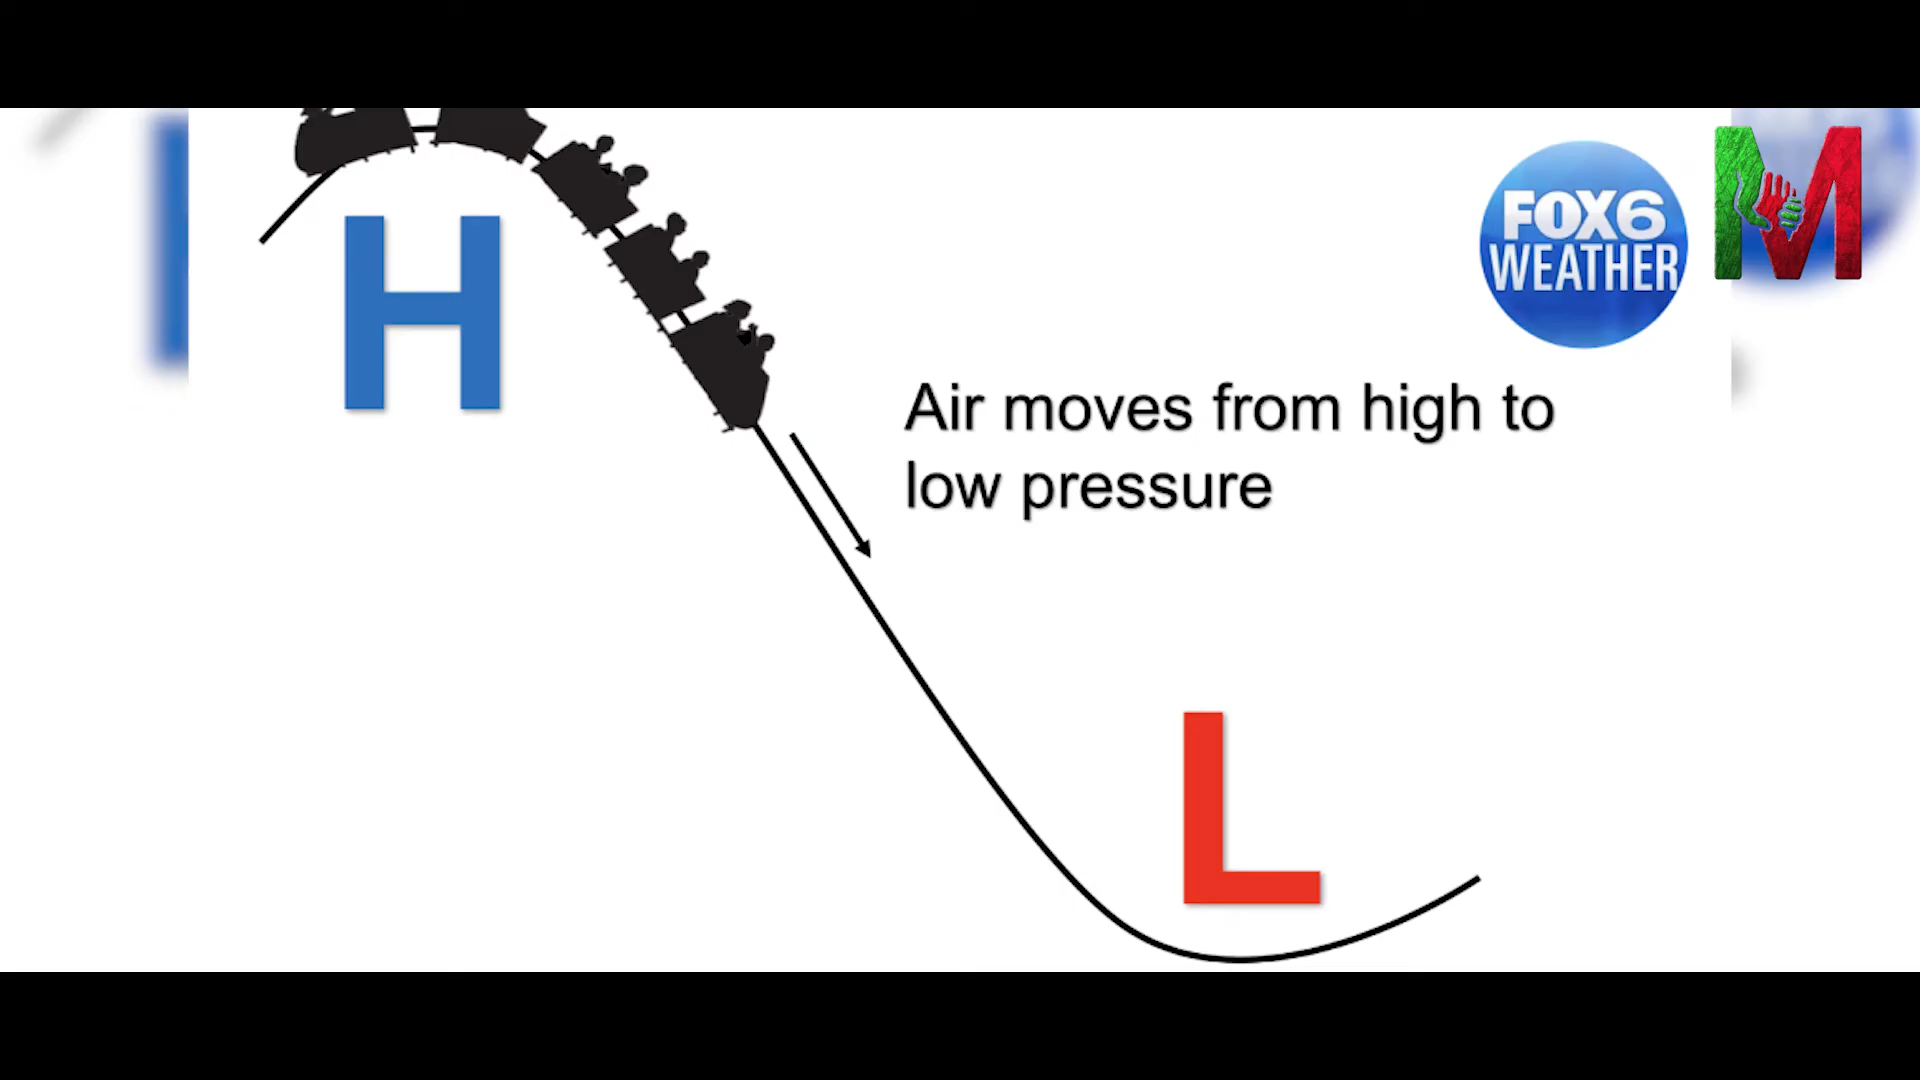 H
FOX6
WEATHER
M
Air moves from high to
low pressure
L